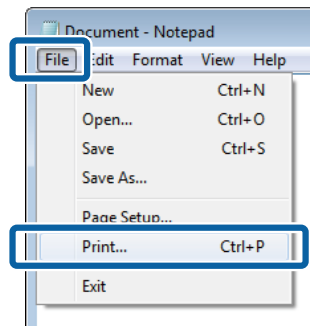 Document - Notepad
File Edit Format View Help
New Ctrl+N
Open... Ctrl+O
Save Ctrl+S
Save As...
Page Setup...
Print... Ctrl+P
Exit